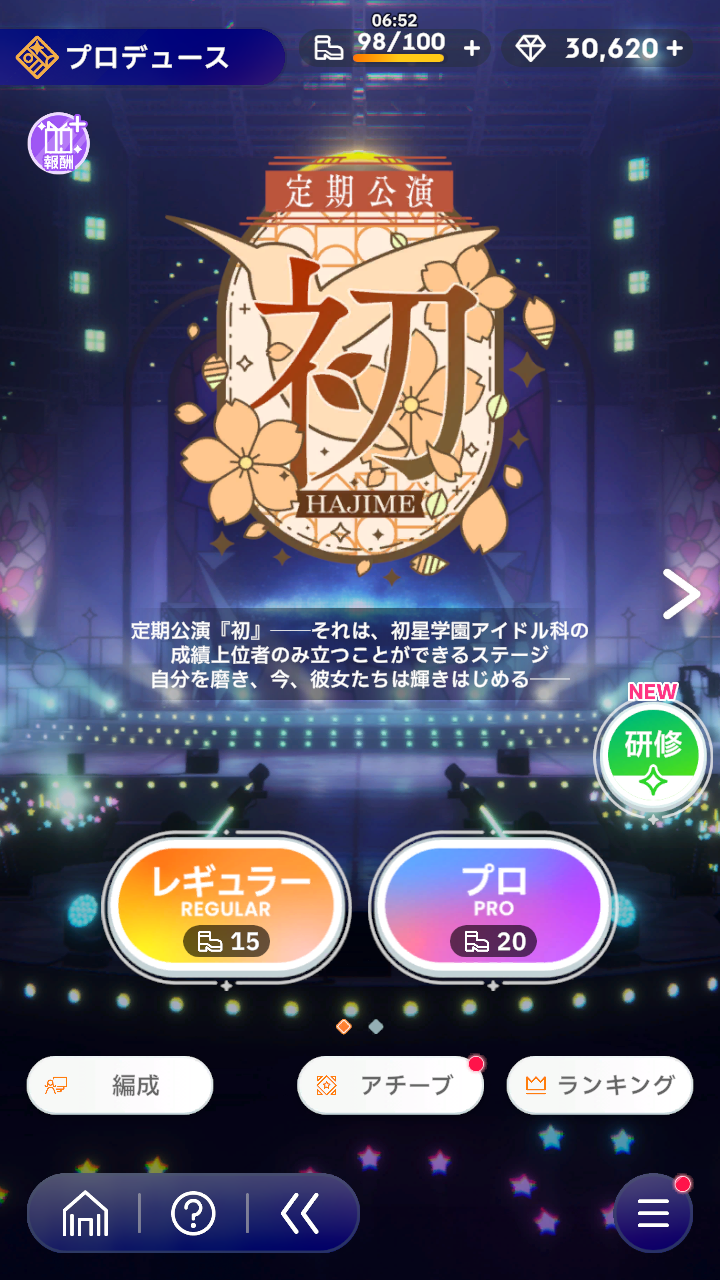 06:52
プロデュース
98/100 +
30,620 +
報酬
定期公演
初
HAJIME
定期公演『初』――それは、初星学園アイドル科の
成績上位者のみ立つことができるステージ
自分を磨き、今、彼女たちは輝きはじめる――
NEW
研修
レギュラー
REGULAR
15
プロ
PRO
20
編成
アチーブ
ランキング
?